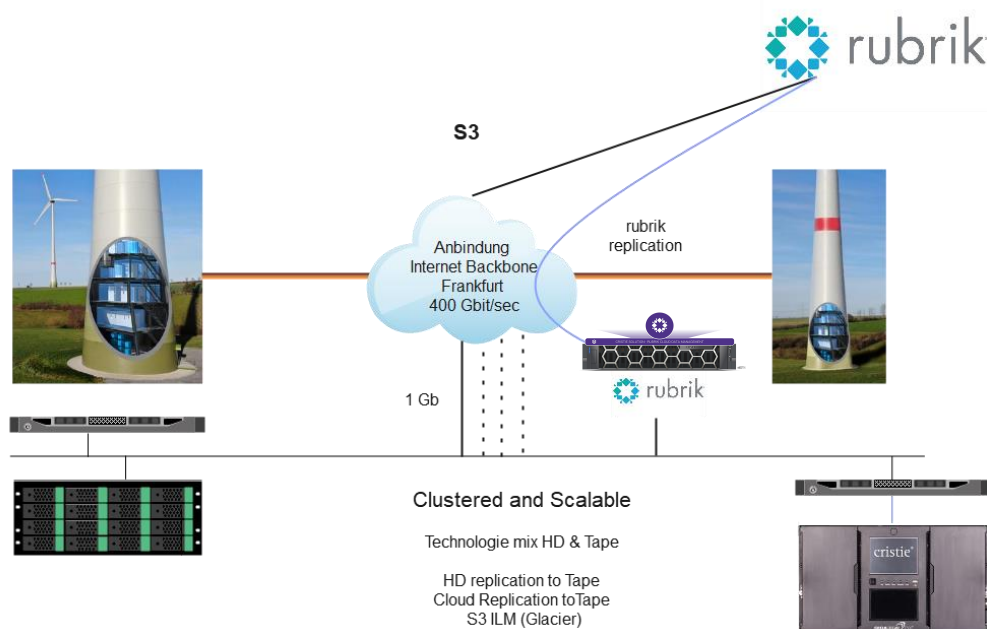 rubrik
S3
rubrik
replication
Anbindung
Internet Backbone
Frankfurt
400 Gbit/sec
rubrik
1 Gb
Clustered and Scalable
Technologie mix HD & Tape
cristie
HD replication to Tape
Cloud Replication toTape
S3 ILM (Glacier)